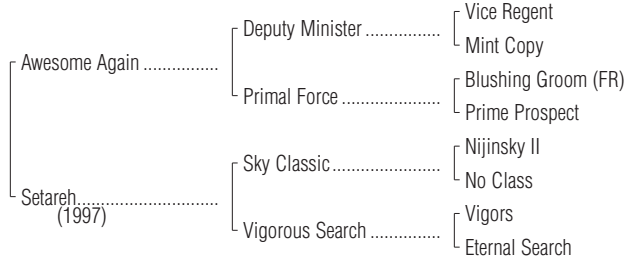 Vice Regent
Deputy Minister ..................
Mint Copy
Awesome Again ...............
Blushing Groom (FR)
Primal Force ....................
Prime Prospect
Nijinsky II
Sky Classic......................
No Class
Setareh............................
(1997)
Vigors
Vigorous Search ..............
Eternal Search